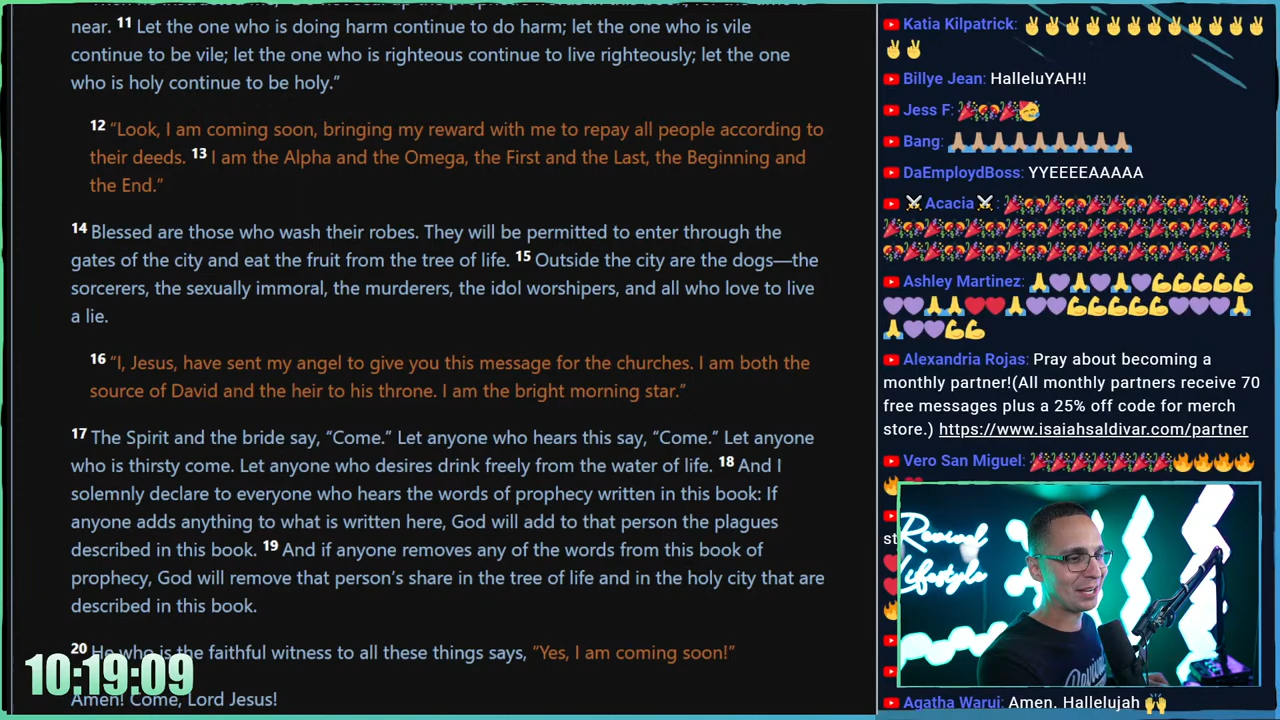 near. 11 Let the one who is doing harm continue to do harm; let the one who is vile
continue to be vile; let the one who is righteous continue to live righteously; let the one
who is holy continue to be holy.”
12 “Look, I am coming soon, bringing my reward with me to repay all people according to
their deeds. 13 I am the Alpha and the Omega, the First and the Last, the Beginning and
the End.”
14 Blessed are those who wash their robes. They will be permitted to enter through the
gates of the city and eat the fruit from the tree of life. 15 Outside the city are the dogs—the
sorcerers, the sexually immoral, the murderers, the idol worshipers, and all who love to live
a lie.
16 “I, Jesus, have sent my angel to give you this message for the churches. I am both the
source of David and the heir to his throne. I am the bright morning star.”
17 The Spirit and the bride say, “Come.” Let anyone who hears this say, “Come.” Let anyone
who is thirsty come. Let anyone who desires drink freely from the water of life. 18 And I
solemnly declare to everyone who hears the words of prophecy written in this book: If
anyone adds anything to what is written here, God will add to that person the plagues
described in this book. 19 And if anyone removes any of the words from this book of
prophecy, God will remove that person’s share in the tree of life and in the holy city that are
described in this book.
20 He who is the faithful witness to all these things says, “Yes, I am coming soon!”
Amen! Come, Lord Jesus!
10:19:09
Katia Kilpatrick: ✌✌✌✌✌✌✌✌✌✌✌✌
✌✌
Billye Jean: HalleluYAH!!
Jess F:
Bang:
DaEmploydBoss: YYEEEEAAAAA
⚔Acacia⚔:
Ashley Martinez:
Alexandria Rojas: Pray about becoming a
monthly partner!(All monthly partners receive 70
free messages plus a 25% off code for merch
store.) https://www.isaiahsaldivar.com/partner
Vero San Miguel:
st
Revival
Lifestyle
Agatha Warui: Amen. Hallelujah 🙌